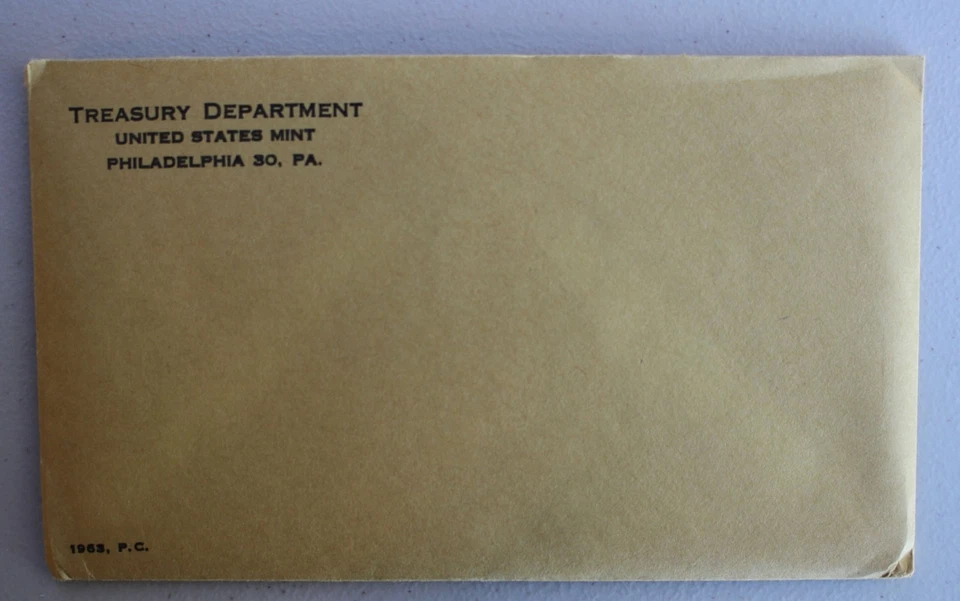 Treasury Department
UNITED STATES MINT
PHILADELPHIA 30, PA.
1963, P.C.